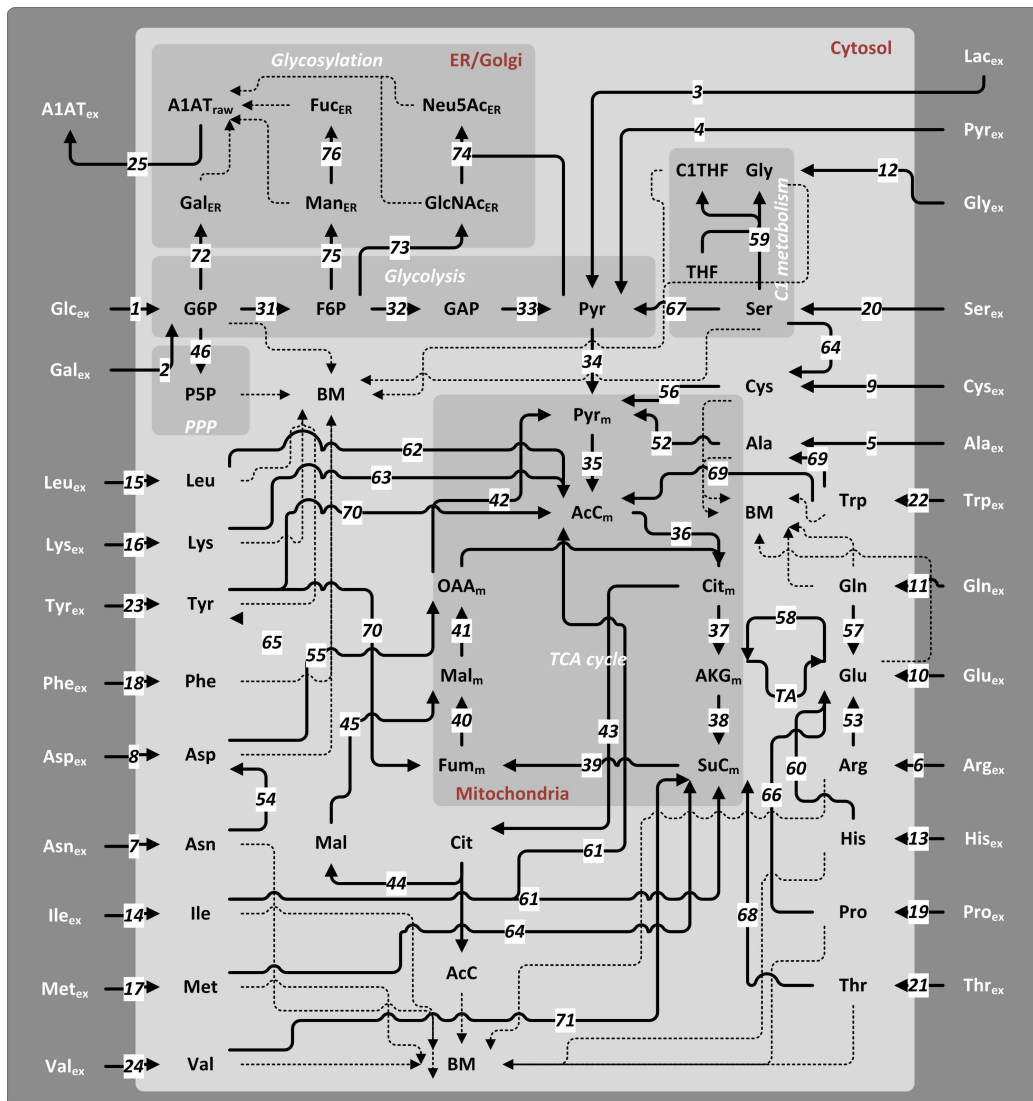 Cytosol
Glycosylation
ER/Golgi
Lac_ex
3
A1AT_ex
A1AT_raw
Fuc_ER
Neu5Ac_ER
4
Pyr_ex
25
76
74
C1THF
Gly
12
Gal_ER
Man_ER
GlcNAc_ER
Gly_ex
C1 metabolism
59
72
75
73
Glycolysis
THF
Glc_ex
1
G6P
31
F6P
32
GAP
33
Pyr
67
Ser
20
Ser_ex
46
34
64
Gal_ex
2
P5P
BM
56
Cys
9
Cys_ex
PPP
Pyr_m
62
52
Ala
5
Ala_ex
Leu_ex
15
Leu
63
42
35
69
69
70
AcC_m
BM
Trp
22
Trp_ex
Lys_ex
16
Lys
36
OAA_m
Cit_m
Gln
11
Gln_ex
Tyr_ex
23
Tyr
70
41
37
58
57
65
55
TCA cycle
Phe_ex
18
Phe
Mal_m
AKG_m
TA
Glu
10
Glu_ex
45
40
43
38
53
Asp_ex
8
Asp
Fum_m
39
SuC_m
60
Arg
6
Arg_ex
54
Mitochondria
66
Asn_ex
7
Asn
Mal
Cit
61
His
13
His_ex
44
61
Ile_ex
14
Ile
64
68
Pro
19
Pro_ex
AcC
Met_ex
17
Met
Thr
21
Thr_ex
71
Val_ex
24
Val
BM